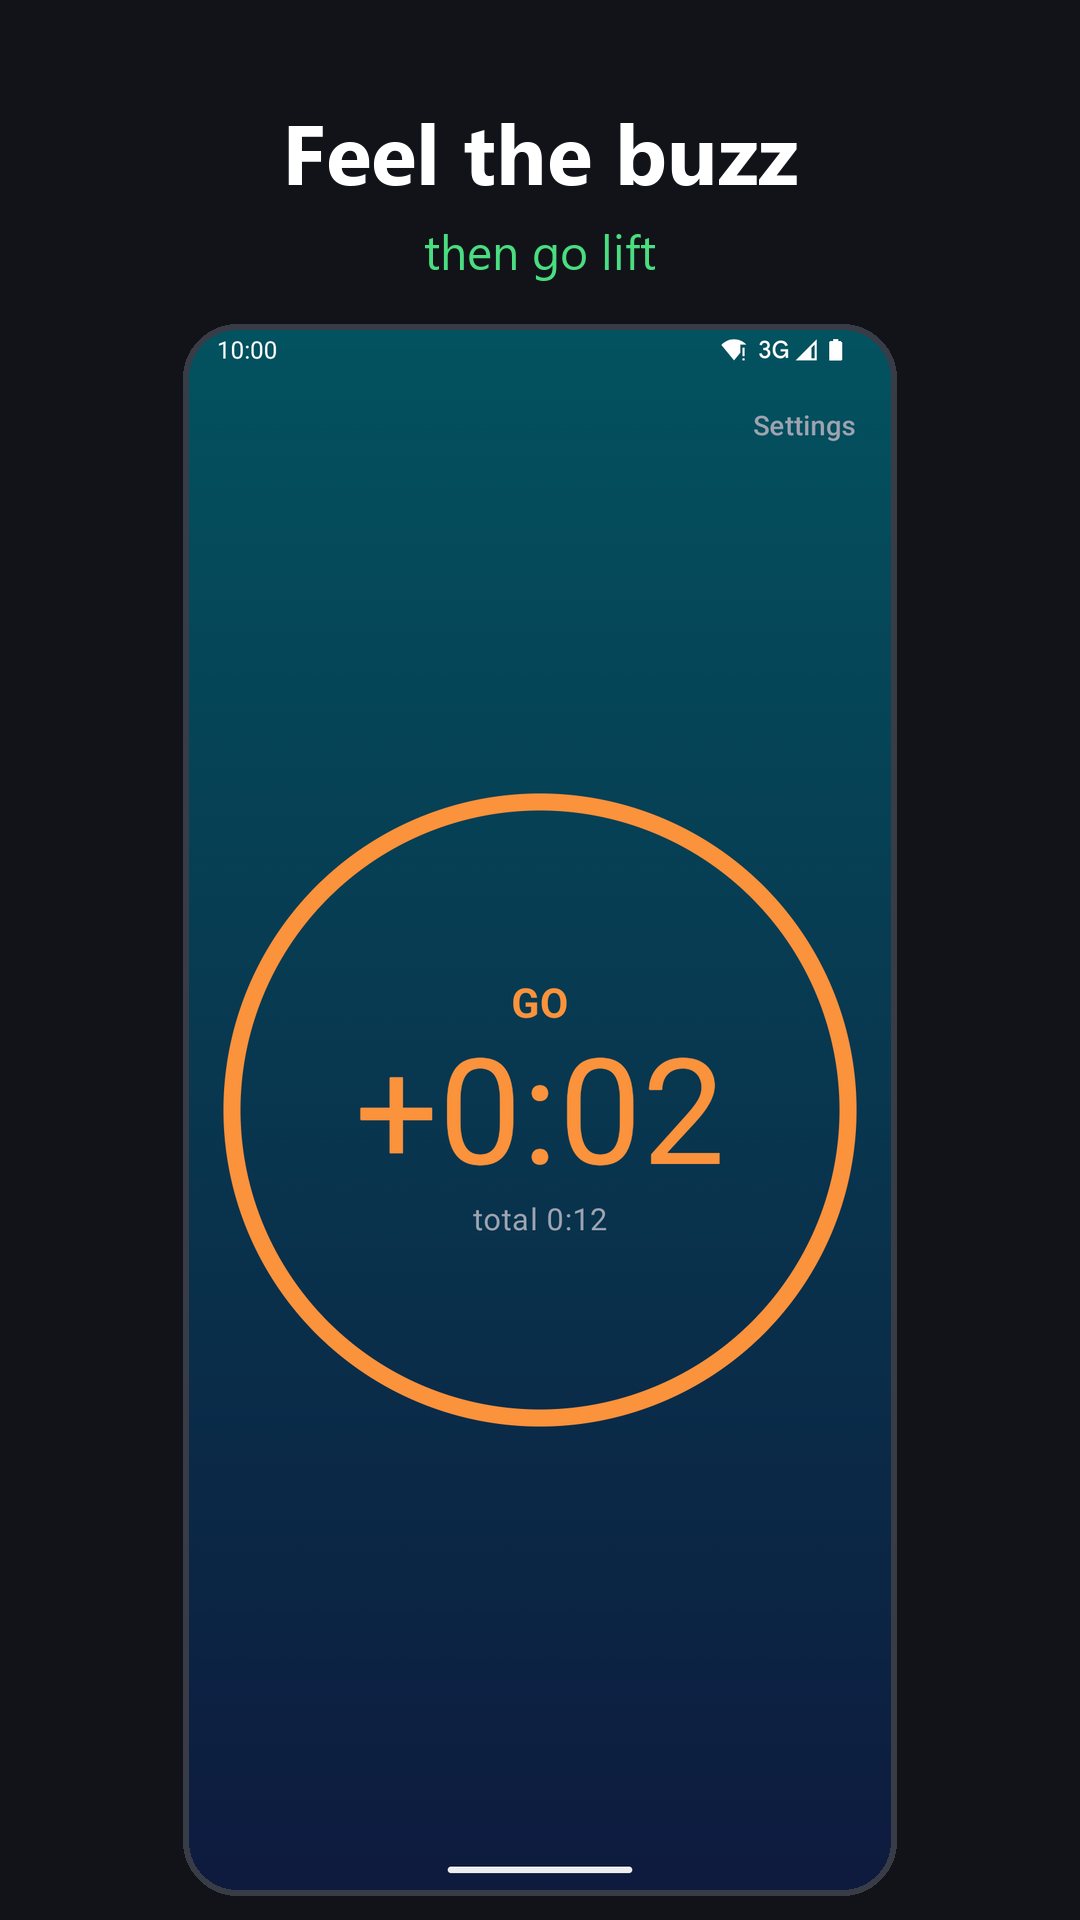 Feel the buzz
then go lift
10:00
3G
Settings
GO
+0:02
total 0:12